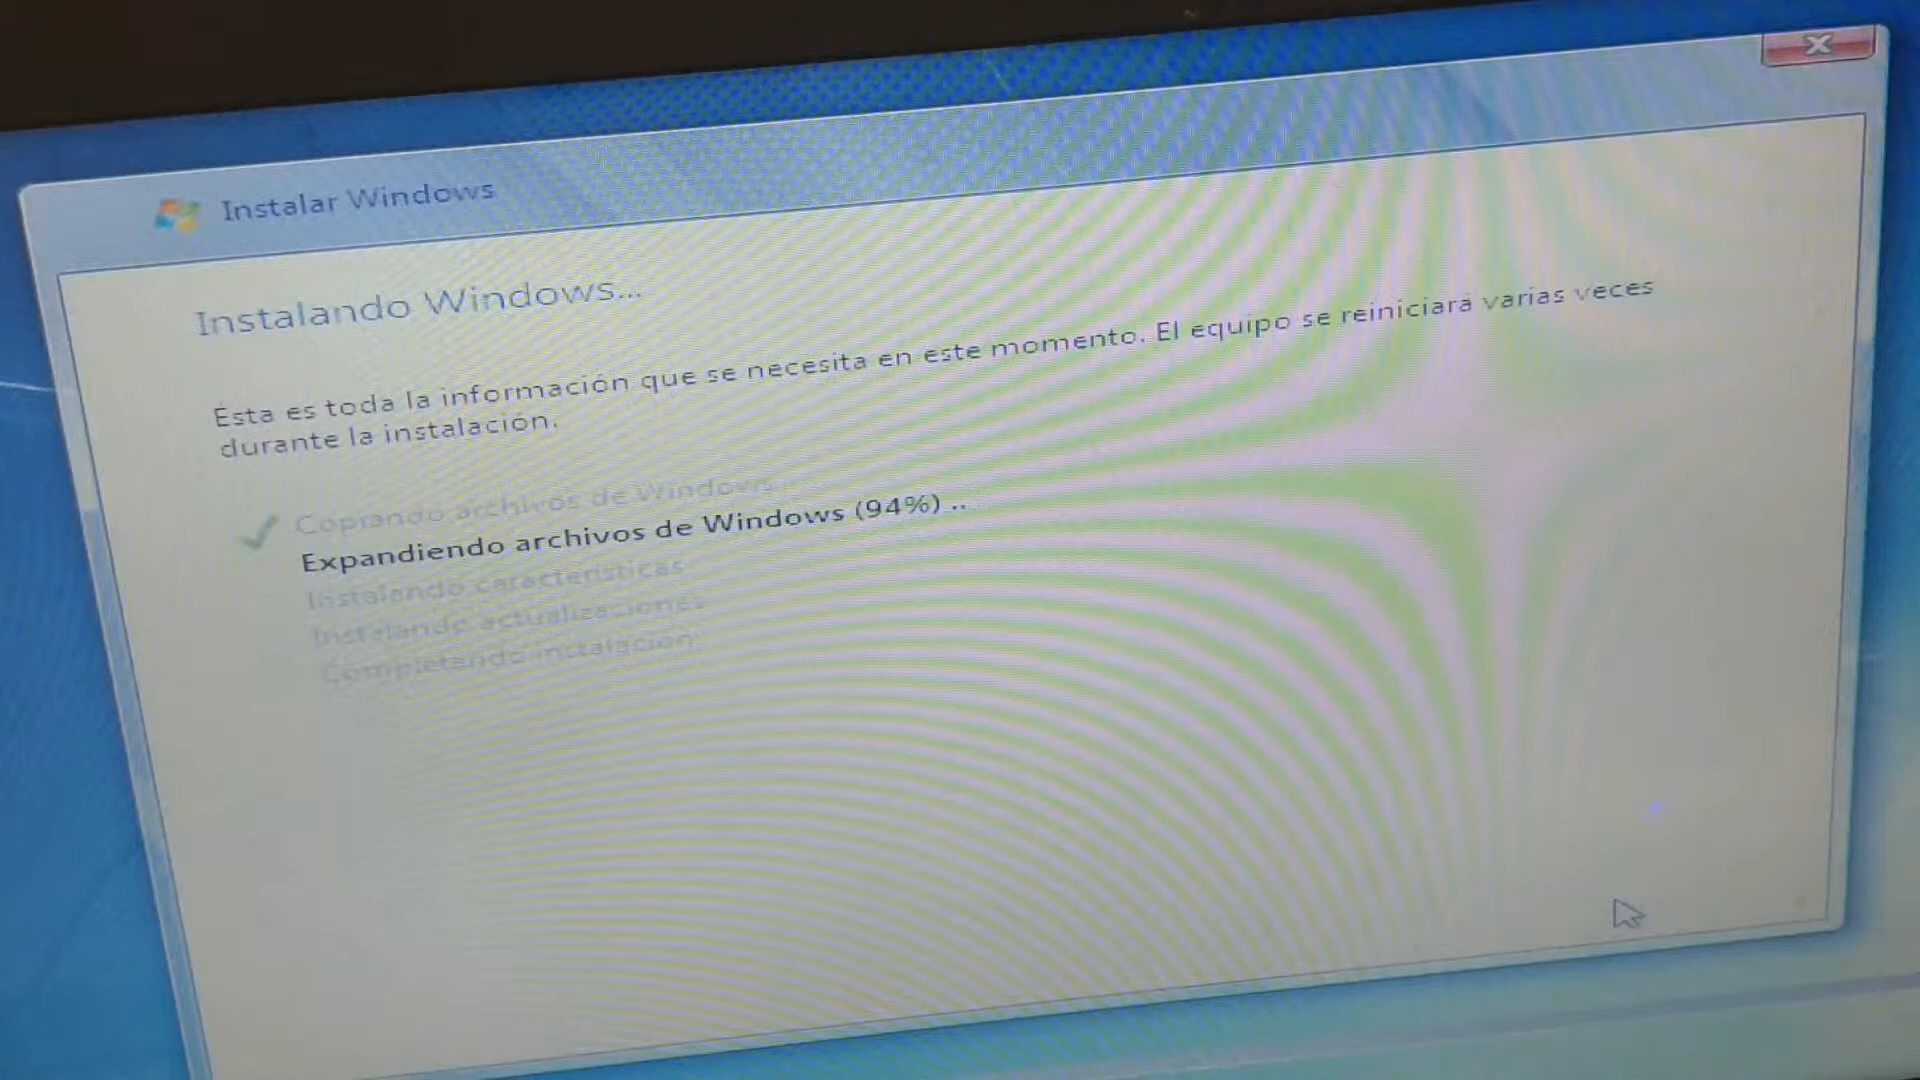 Instalar Windows
Instalando Windows...
Ésta es toda la información que se necesita en este momento. El equipo se reiniciará varias veces
durante la instalación.
Copiando archivos de Windows
Expandiendo archivos de Windows (94%) ..
Instalando características
Instalando actualizaciones
Completando instalación